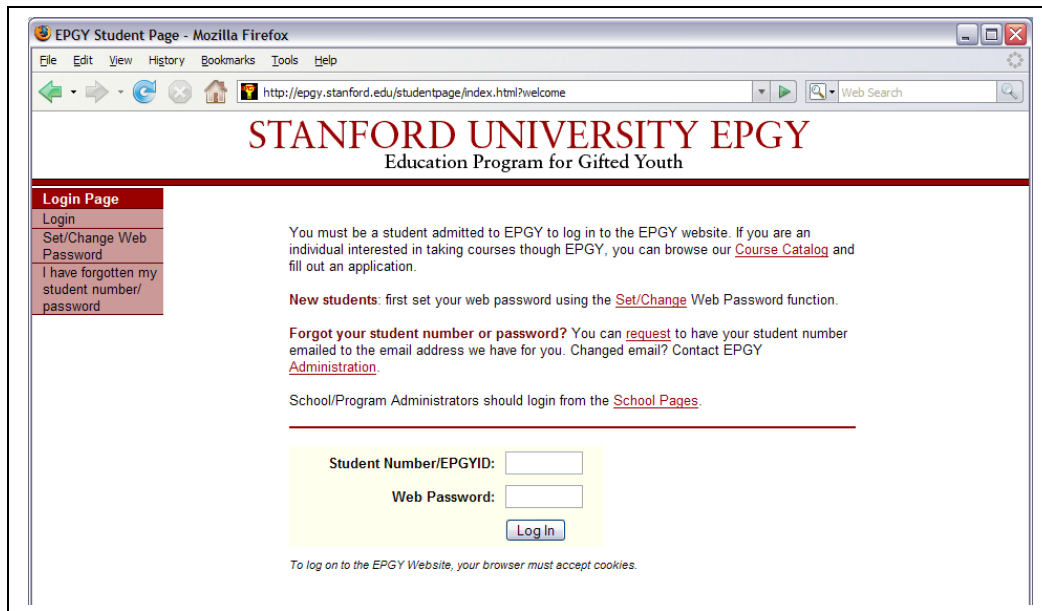 EPGY Student Page - Mozilla Firefox
File Edit View History Bookmarks Tools Help
http://epgy.stanford.edu/studentpage/index.html?welcome
Web Search
STANFORD UNIVERSITY EPGY
Education Program for Gifted Youth
Login Page
Login
Set/Change Web
Password
I have forgotten my
student number/
password
You must be a student admitted to EPGY to log in to the EPGY website. If you are an
individual interested in taking courses though EPGY, you can browse our Course Catalog and
fill out an application.
New students: first set your web password using the Set/Change Web Password function.
Forgot your student number or password? You can request to have your student number
emailed to the email address we have for you. Changed email? Contact EPGY
Administration.
School/Program Administrators should login from the School Pages.
Student Number/EPGYID:
Web Password:
Log In
To log on to the EPGY Website, your browser must accept cookies.